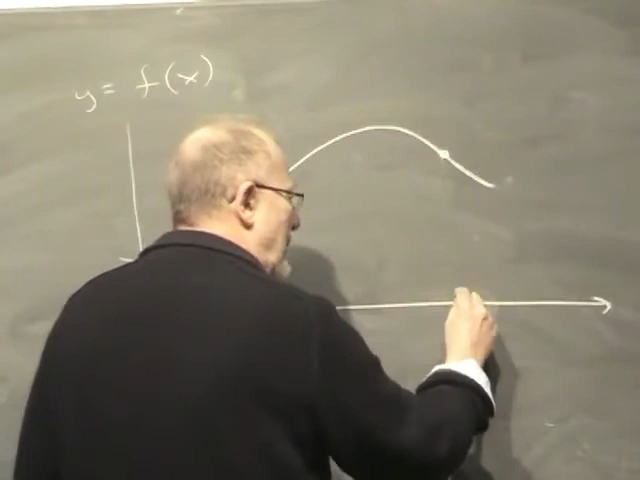 y = f(x)